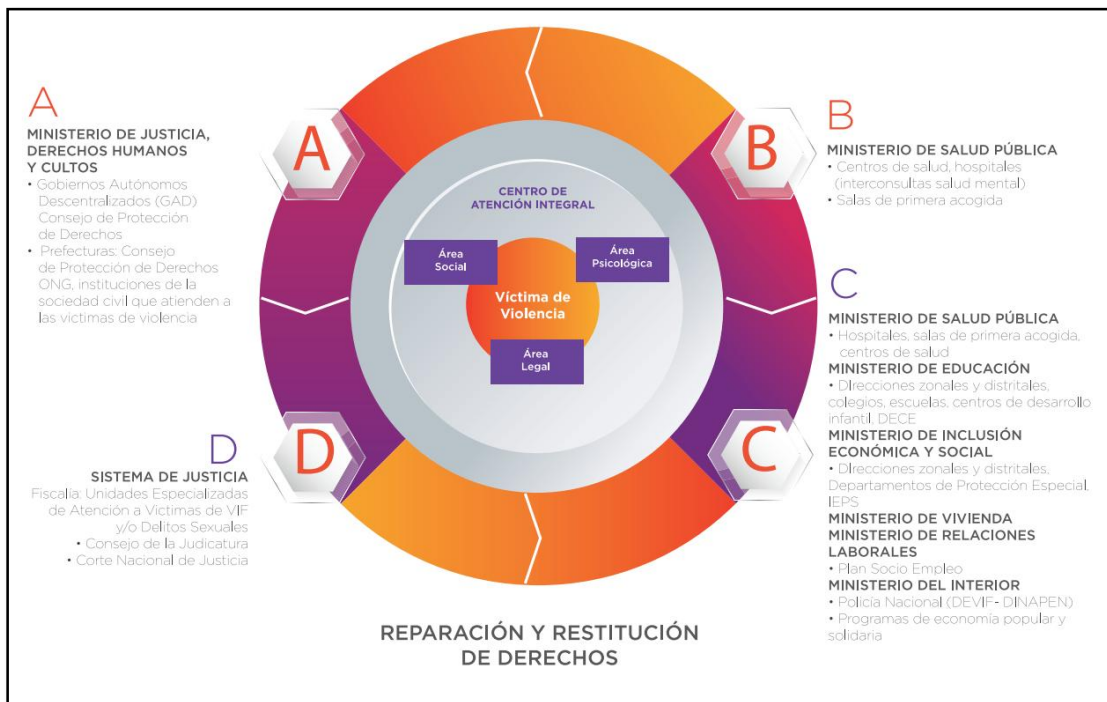 A
MINISTERIO DE JUSTICIA,
DERECHOS HUMANOS
Y CULTOS
• Gobiernos Autónomos
Descentralizados (GAD)
Consejo de Protección
de Derechos
• Prefecturas: Consejo
de Protección de Derechos
ONG, instituciones de la
sociedad civil que atienden a
las víctimas de violencia
A
B
B
MINISTERIO DE SALUD PÚBLICA
• Centros de salud, hospitales
(interconsultas salud mental)
• Salas de primera acogida
CENTRO DE
ATENCIÓN INTEGRAL
Área
Social
Área
Psicológica
Víctima de
Violencia
Área
Legal
C
MINISTERIO DE SALUD PÚBLICA
• Hospitales, salas de primera acogida,
centros de salud
MINISTERIO DE EDUCACIÓN
• DIrecciones zonales y distritales,
colegios, escuelas, centros de desarrollo
infantil, DECE
MINISTERIO DE INCLUSIÓN
ECONÓMICA Y SOCIAL
• Direcciones zonales y distritales,
Departamentos de Protección Especial,
IEPS
MINISTERIO DE VIVIENDA
MINISTERIO DE RELACIONES
LABORALES
• Plan Socio Empleo
MINISTERIO DEL INTERIOR
• Policía Nacional (DEVIF- DINAPEN)
• Programas de economía popular y
solidaria
C
D
D
SISTEMA DE JUSTICIA
Fiscalía: Unidades Especializadas
de Atención a Víctimas de VIF
y/o Delitos Sexuales
• Consejo de la Judicatura
• Corte Nacional de Justicia
REPARACIÓN Y RESTITUCIÓN
DE DERECHOS